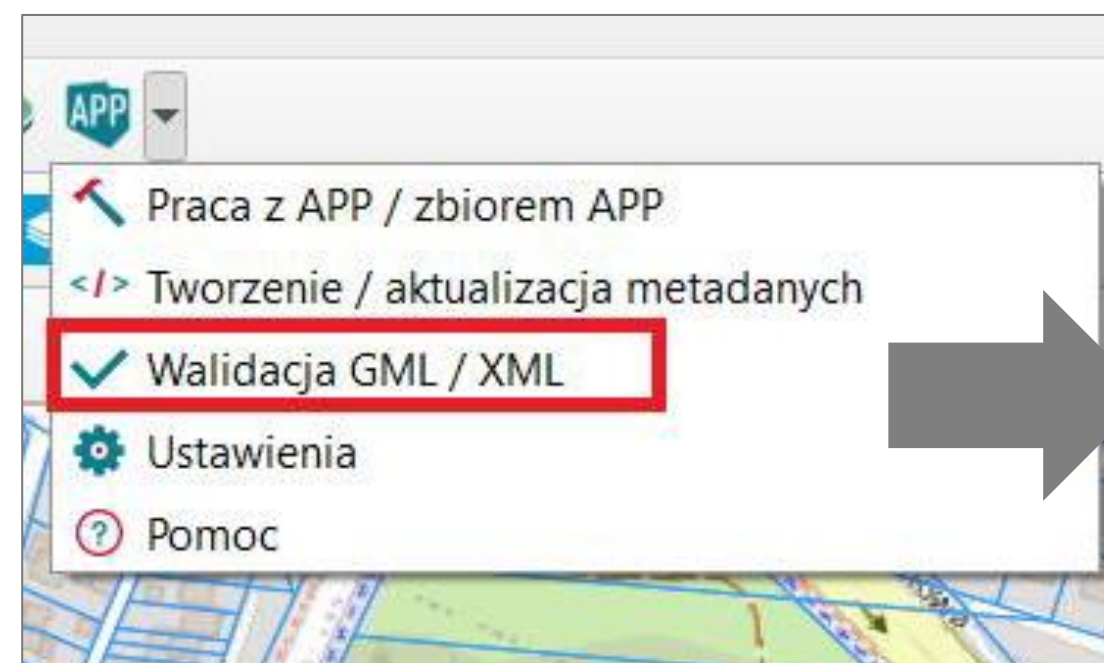 APP
Praca z APP / zbiorem APP
</> Tworzenie / aktualizacja metadanych
Walidacja GML / XML
Ustawienia
? Pomoc